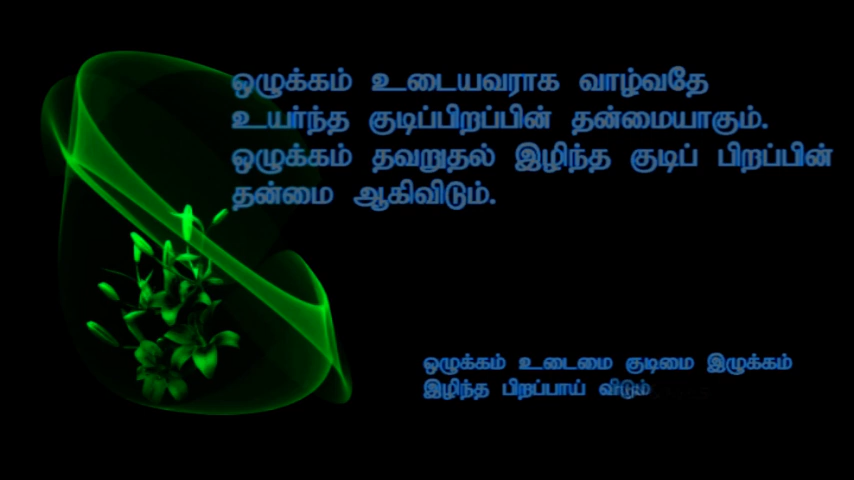 ஒழுக்கம் உடையவராக வாழ்வதே
உயர்ந்த குடிப்பிறப்பின் தன்மையாகும்.
ஒழுக்கம் தவறுதல் இழிந்த குடிப் பிறப்பின்
தன்மை ஆகிவிடும்.
ஒழுக்கம் உடைமை குடிமை இழுக்கம்
இழிந்த பிறப்பாய் விடும்